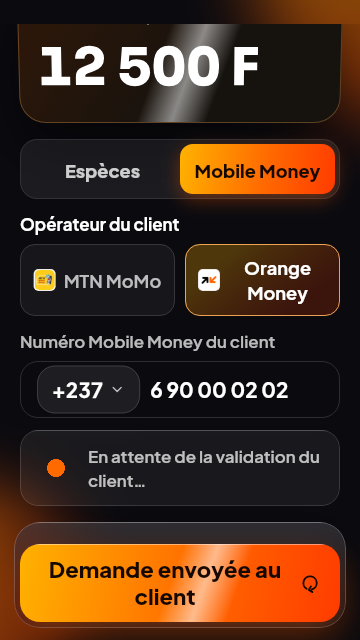 12 500 F
Espèces
Mobile Money
Opérateur du client
MTN MoMo
Orange
Money
Numéro Mobile Money du client
+237
6 90 00 02 02
En attente de la validation du
client...
Demande envoyée au
client